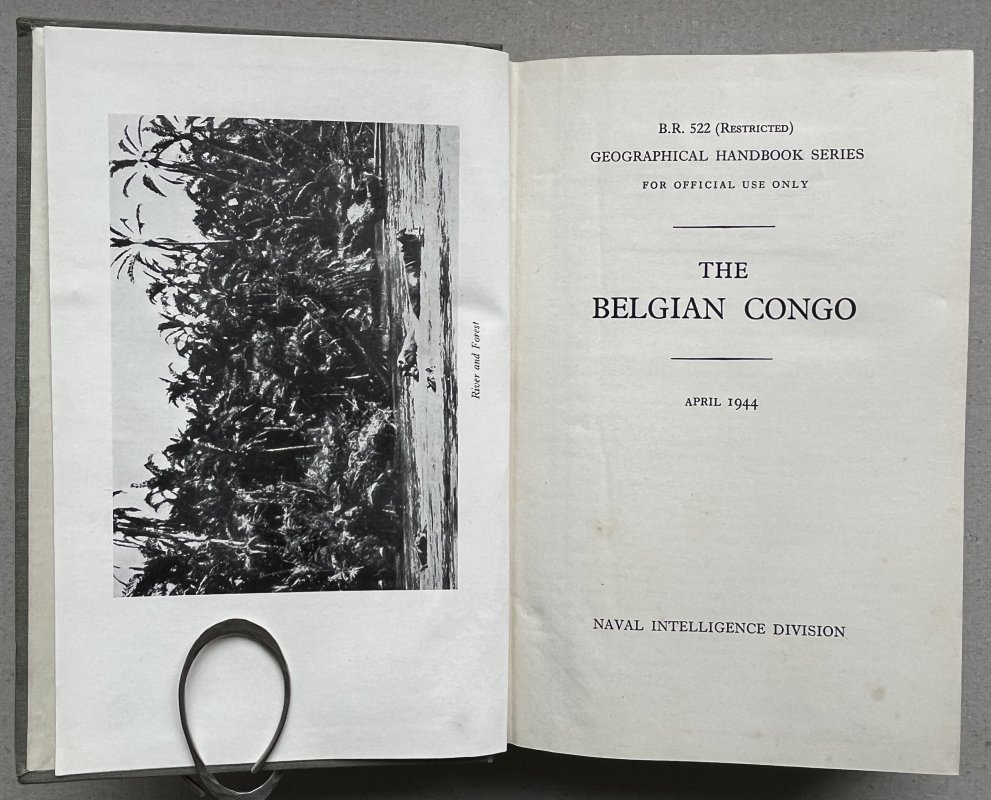 River and Forest
B.R. 522 (RESTRICTED)
GEOGRAPHICAL HANDBOOK SERIES
FOR OFFICIAL USE ONLY
THE
BELGIAN CONGO
APRIL 1944
NAVAL INTELLIGENCE DIVISION